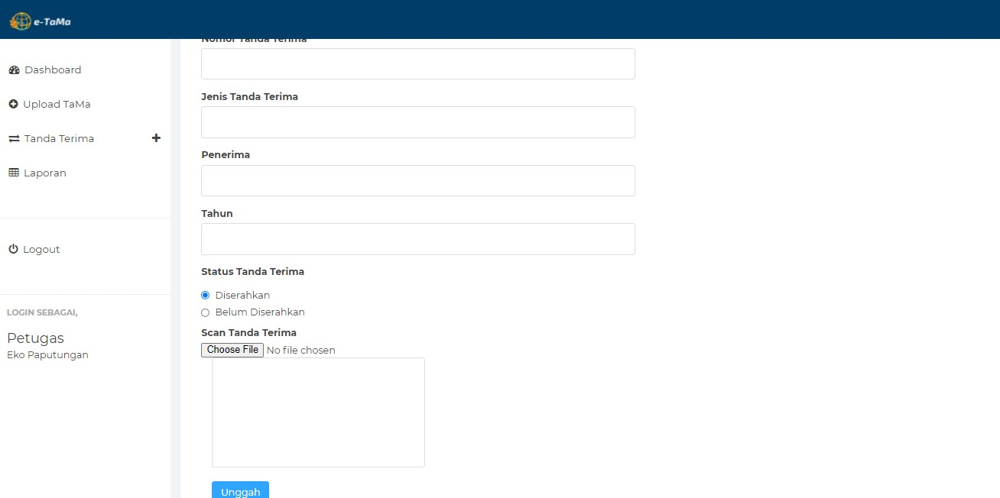 e-TaMa
Dashboard
Upload TaMa
Tanda Terima
Laporan
Logout
LOGIN SEBAGAI,
Petugas
Eko Paputungan
Nomor Tanda Terima
Jenis Tanda Terima
Penerima
Tahun
Status Tanda Terima
Diserahkan
Belum Diserahkan
Scan Tanda Terima
Choose File No file chosen
Unggah